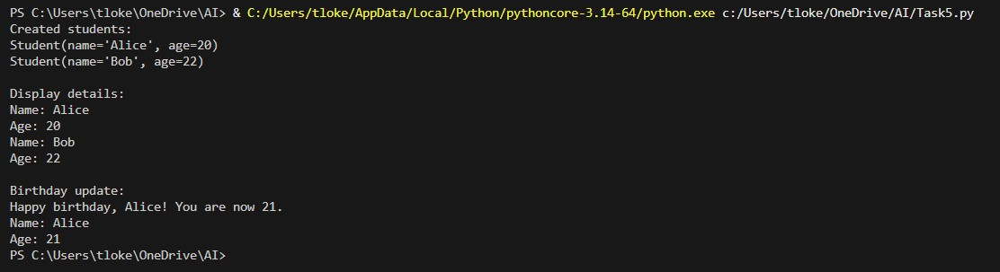 PS C:\Users\tloke\OneDrive\AI> & C:/Users/tloke/AppData/Local/Python/pythoncore-3.14-64/python.exe c:/Users/tloke/OneDrive/AI/Task5.py
Created students:
Student(name='Alice', age=20)
Student(name='Bob', age=22)

Display details:
Name: Alice
Age: 20
Name: Bob
Age: 22

Birthday update:
Happy birthday, Alice! You are now 21.
Name: Alice
Age: 21
PS C:\Users\tloke\OneDrive\AI>